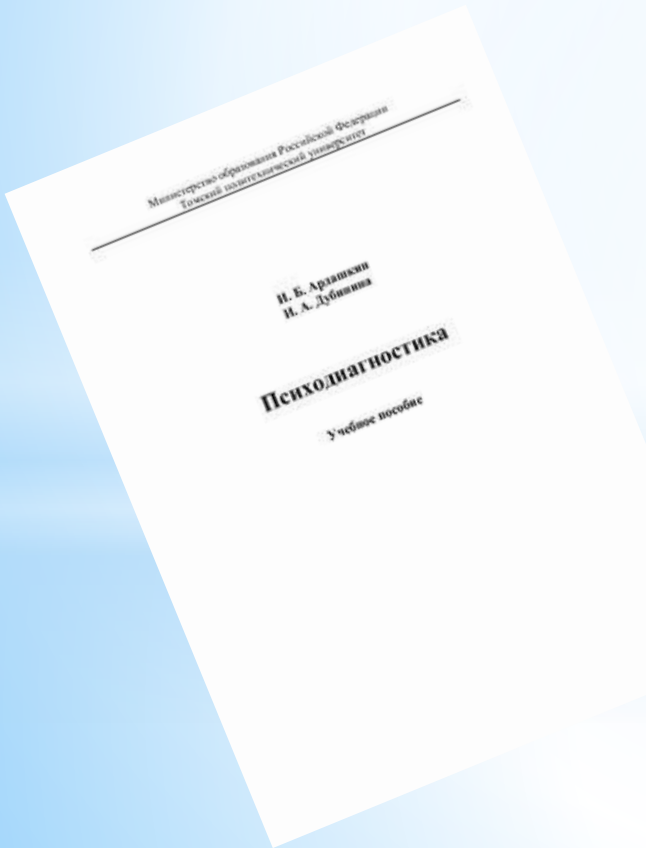 Министерство образования Российской Федерации
Томский политехнический университет
И. Б. Ардашкин
И. А. Дубинина
Психодиагностика
Учебное пособие